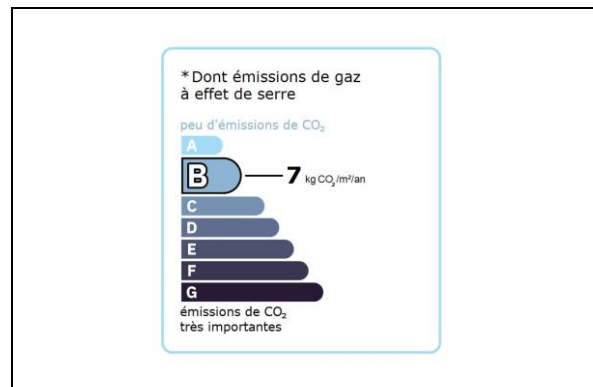 *Dont émissions de gaz
à effet de serre
peu d'émissions de CO₂
A
B 7 kg CO₂/m²/an
C
D
E
F
G
émissions de CO₂
très importantes